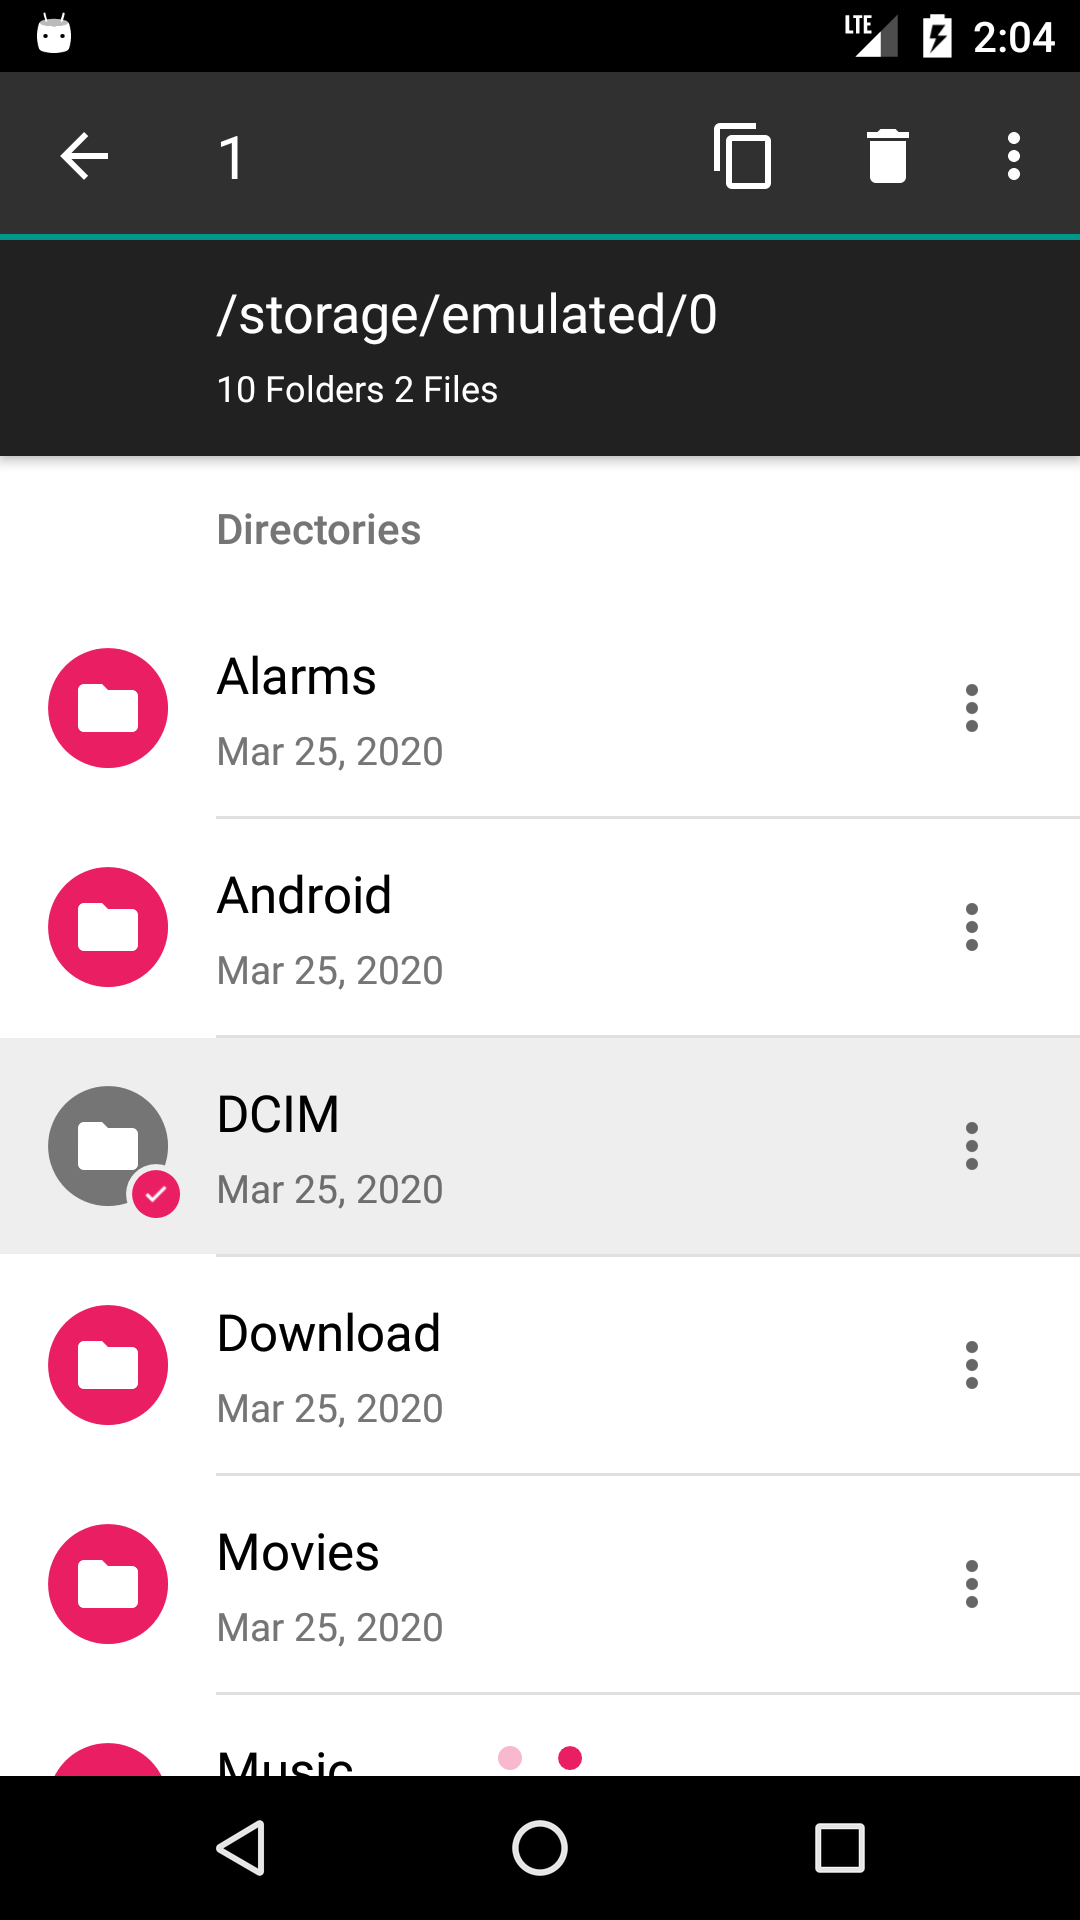 LTE 2:04
1
/storage/emulated/0
10 Folders 2 Files
Directories
Alarms
Mar 25, 2020
Android
Mar 25, 2020
DCIM
Mar 25, 2020
Download
Mar 25, 2020
Movies
Mar 25, 2020
Music